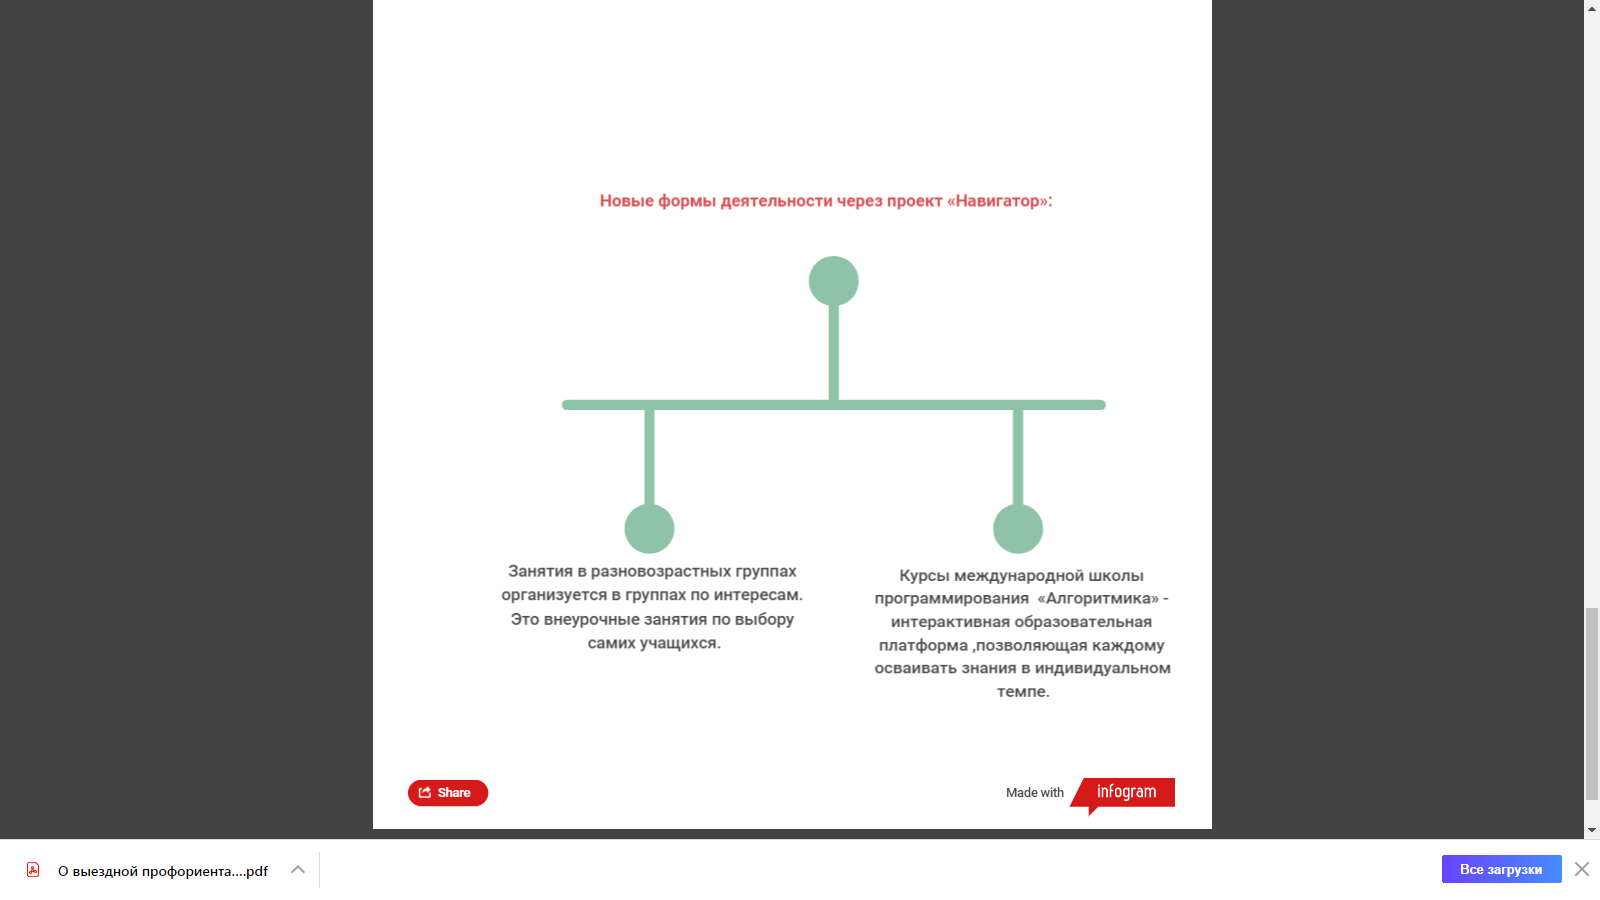 Новые формы деятельности через проект «Навигатор»:
Занятия в разновозрастных группах
организуется в группах по интересам.
Это внеурочные занятия по выбору
самих учащихся.
Курсы международной школы
программирования «Алгоритмика» -
интерактивная образовательная
платформа ,позволяющая каждому
осваивать знания в индивидуальном
темпе.
Share
Made with infogram
О выездной профориента....pdf
Все загрузки